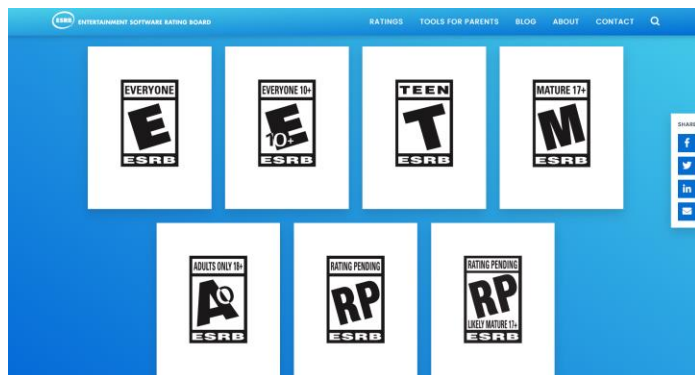 ESRB ENTERTAINMENT SOFTWARE RATING BOARD RATINGS TOOLS FOR PARENTS BLOG ABOUT CONTACT
SHARE
EVERYONE
E
ESRB
EVERYONE 10+
E
10+
ESRB
TEEN
T
ESRB
MATURE 17+
M
ESRB
ADULTS ONLY 18+
AO
ESRB
RATING PENDING
RP
ESRB
RATING PENDING
RP
LIKELY MATURE 17+
ESRB